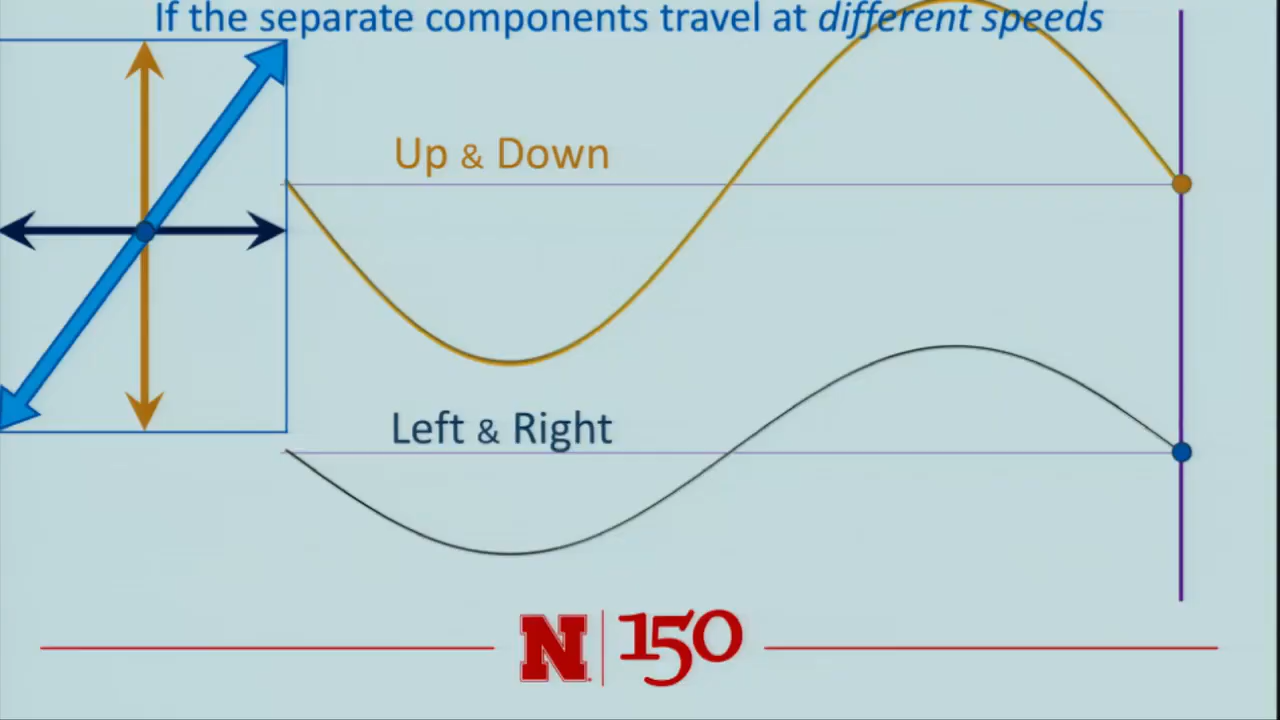 If the separate components travel at different speeds
Up & Down
Left & Right
N 150